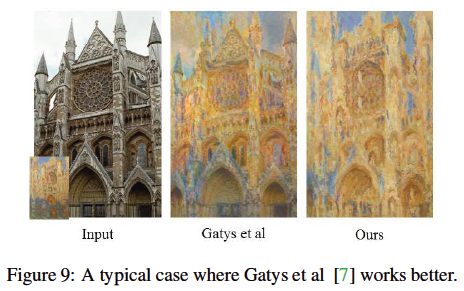 Input Gatys et al Ours
Figure 9: A typical case where Gatys et al [7] works better.